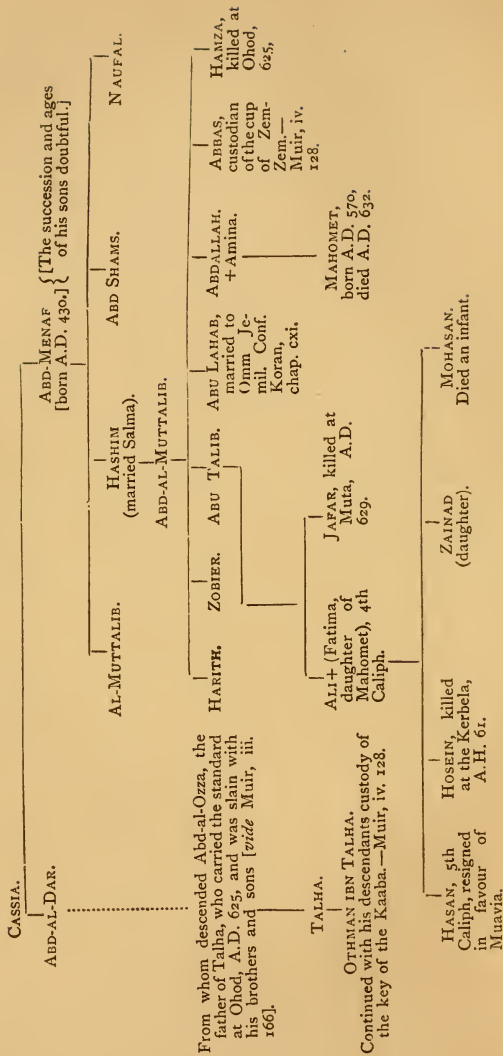 CASSIA.
ABD-AL-DAR.
ABD-MENAF
[born A.D. 430.]
{ [The succession and ages
of his sons doubtful.]
AL-MUTTALIB.
HASHIM
(married Salma).
ABD SHAMS.
NAUFAL.
ABD-AL-MUTTALIB.
From whom descended Abd-al-Ozza, the
father of Talha, who carried the standard
at Ohod, A.D. 625, and was slain with
his brothers and sons [vide Muir, iii.
166].
HARITH.
ZOBIER.
ABU TALIB.
ABU LAHAB,
married to
Omm Je-
mil. Conf.
Koran,
chap. cxi.
ABDALLAH.
+Amina.
ABBAS,
custodian
of the cup
of Zem-
Zem.—
Muir, iv.
128.
HAMZA,
killed at
Ohod,
625,
TALHA.
OTHMAN IBN TALHA.
Continued with his descendants custody of
the key of the Kaaba.—Muir, iv. 128.
ALI+(Fatima,
daughter of
Mahomet), 4th
Caliph.
JAFAR, killed at
Muta, A.D.
629.
MAHOMET,
born A.D. 570,
died A.D. 632.
HASAN, 5th
Caliph, resigned
in favour of
Muavia.
HOSEIN, killed
at the Kerbela,
A.H. 61.
ZAINAD
(daughter).
MOHASAN.
Died an infant.